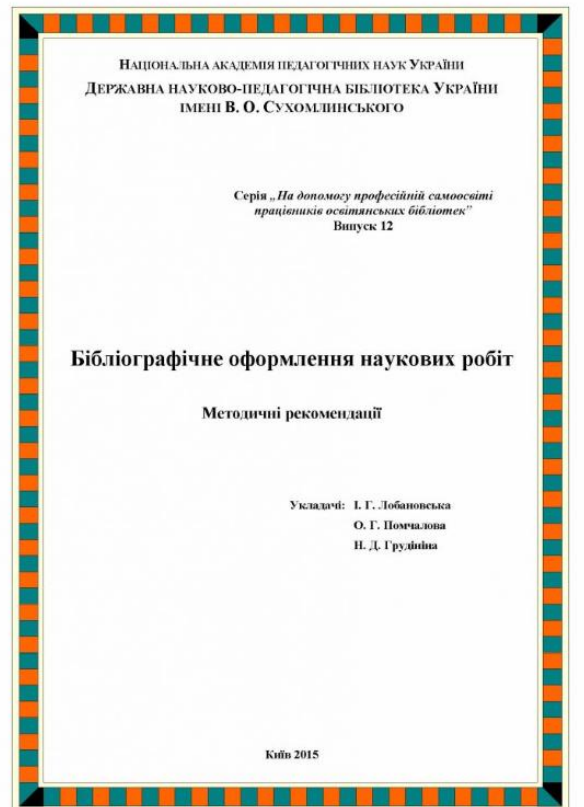 НАЦІОНАЛЬНА АКАДЕМІЯ ПЕДАГОГІЧНИХ НАУК УКРАЇНИ
ДЕРЖАВНА НАУКОВО-ПЕДАГОГІЧНА БІБЛІОТЕКА УКРАЇНИ
ІМЕНІ В. О. СУХОМЛИНСЬКОГО
Серія „На допомогу професійній самоосвіті
працівників освітянських бібліотек”
Випуск 12
Бібліографічне оформлення наукових робіт
Методичні рекомендації
Укладачі: І. Г. Лобановська
О. Г. Помчалова
Н. Д. Грудініна
Київ 2015